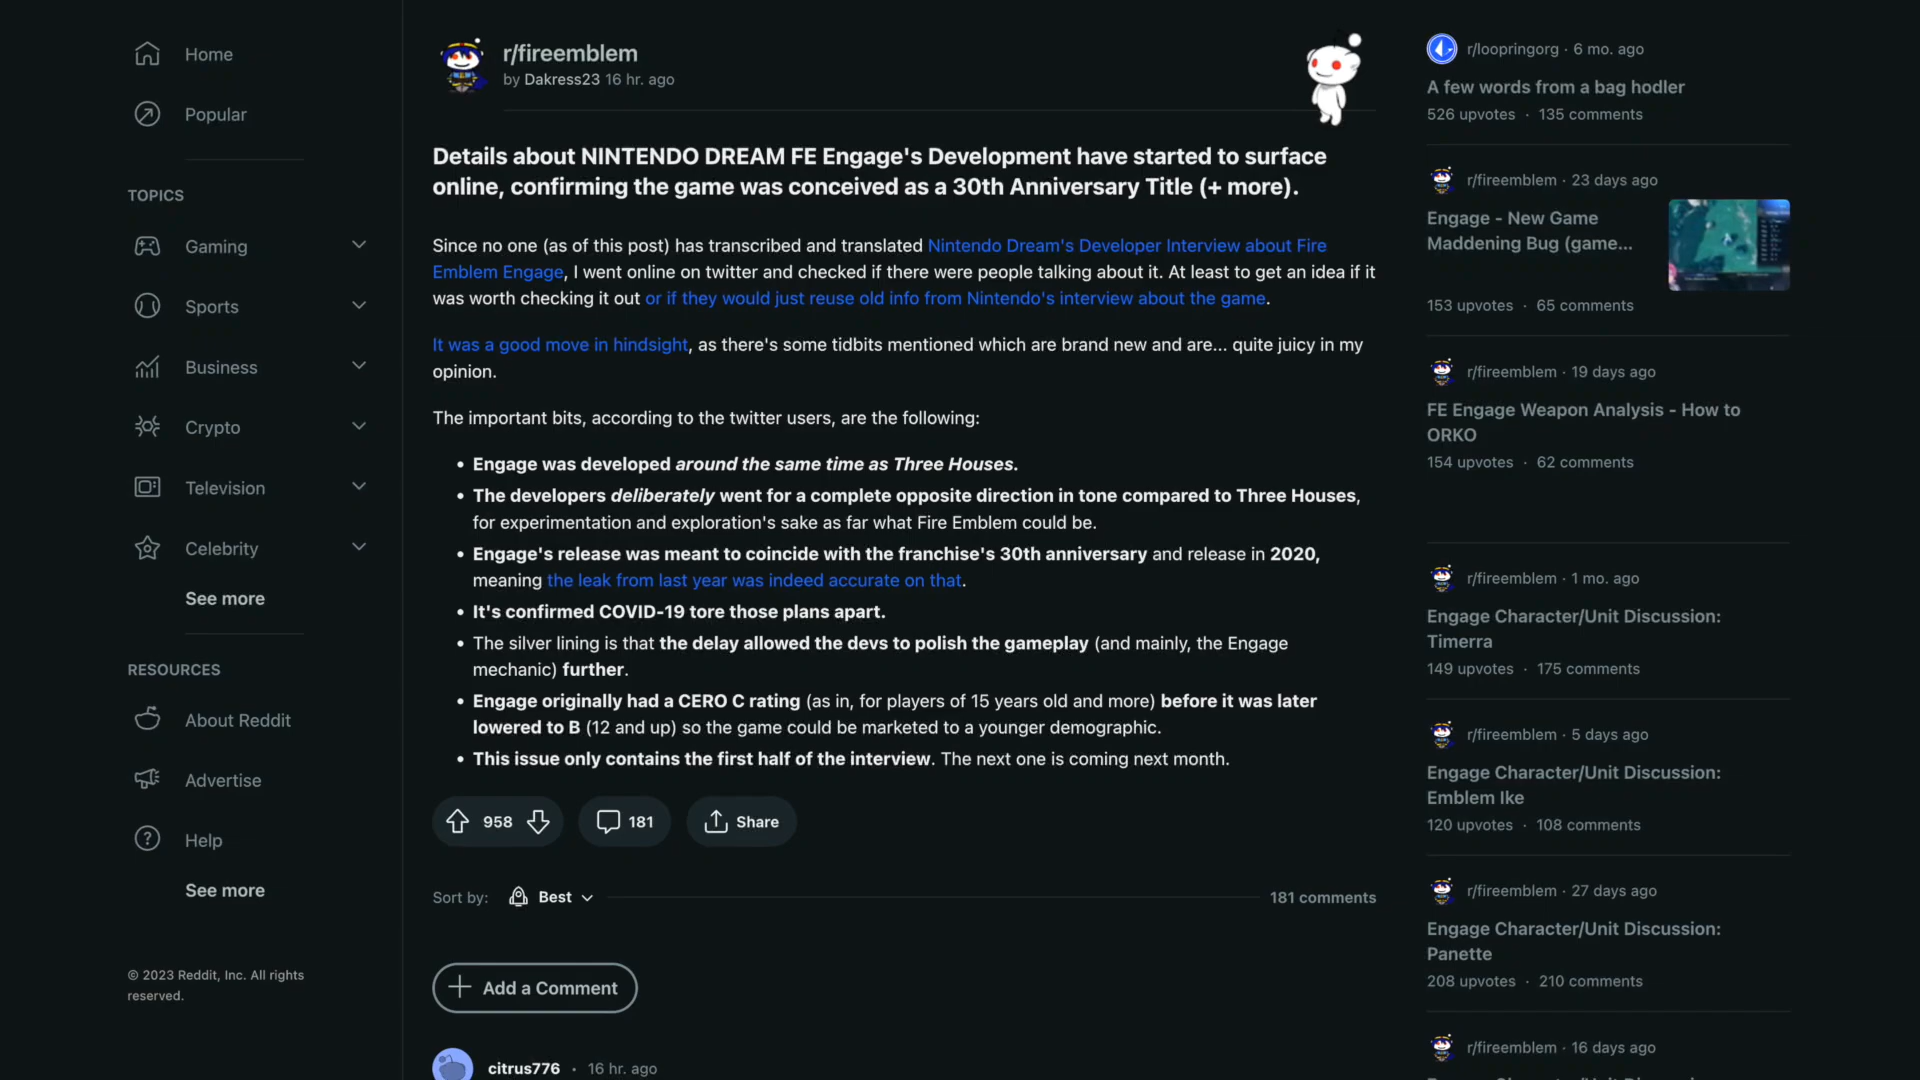 Home
Popular
TOPICS
Gaming
Sports
Business
Crypto
Television
Celebrity
See more
RESOURCES
About Reddit
Advertise
Help
See more
© 2023 Reddit, Inc. All rights
reserved.
r/fireemblem
by Dakress23 16 hr. ago
Details about NINTENDO DREAM FE Engage's Development have started to surface
online, confirming the game was conceived as a 30th Anniversary Title (+ more).
Since no one (as of this post) has transcribed and translated Nintendo Dream's Developer Interview about Fire
Emblem Engage, I went online on twitter and checked if there were people talking about it. At least to get an idea if it
was worth checking it out or if they would just reuse old info from Nintendo's interview about the game.
It was a good move in hindsight, as there's some tidbits mentioned which are brand new and are... quite juicy in my
opinion.
The important bits, according to the twitter users, are the following:
• Engage was developed around the same time as Three Houses.
• The developers deliberately went for a complete opposite direction in tone compared to Three Houses,
for experimentation and exploration's sake as far what Fire Emblem could be.
• Engage's release was meant to coincide with the franchise's 30th anniversary and release in 2020,
meaning the leak from last year was indeed accurate on that.
• It's confirmed COVID-19 tore those plans apart.
• The silver lining is that the delay allowed the devs to polish the gameplay (and mainly, the Engage
mechanic) further.
• Engage originally had a CERO C rating (as in, for players of 15 years old and more) before it was later
lowered to B (12 and up) so the game could be marketed to a younger demographic.
• This issue only contains the first half of the interview. The next one is coming next month.
958 181 Share
Sort by: Best 181 comments
Add a Comment
citrus776 • 16 hr. ago
r/loopringorg · 6 mo. ago
A few words from a bag hodler
526 upvotes · 135 comments
r/fireemblem · 23 days ago
Engage - New Game
Maddening Bug (game...
153 upvotes · 65 comments
r/fireemblem · 19 days ago
FE Engage Weapon Analysis - How to
ORKO
154 upvotes · 62 comments
r/fireemblem · 1 mo. ago
Engage Character/Unit Discussion:
Timerra
149 upvotes · 175 comments
r/fireemblem · 5 days ago
Engage Character/Unit Discussion:
Emblem Ike
120 upvotes · 108 comments
r/fireemblem · 27 days ago
Engage Character/Unit Discussion:
Panette
208 upvotes · 210 comments
r/fireemblem · 16 days ago